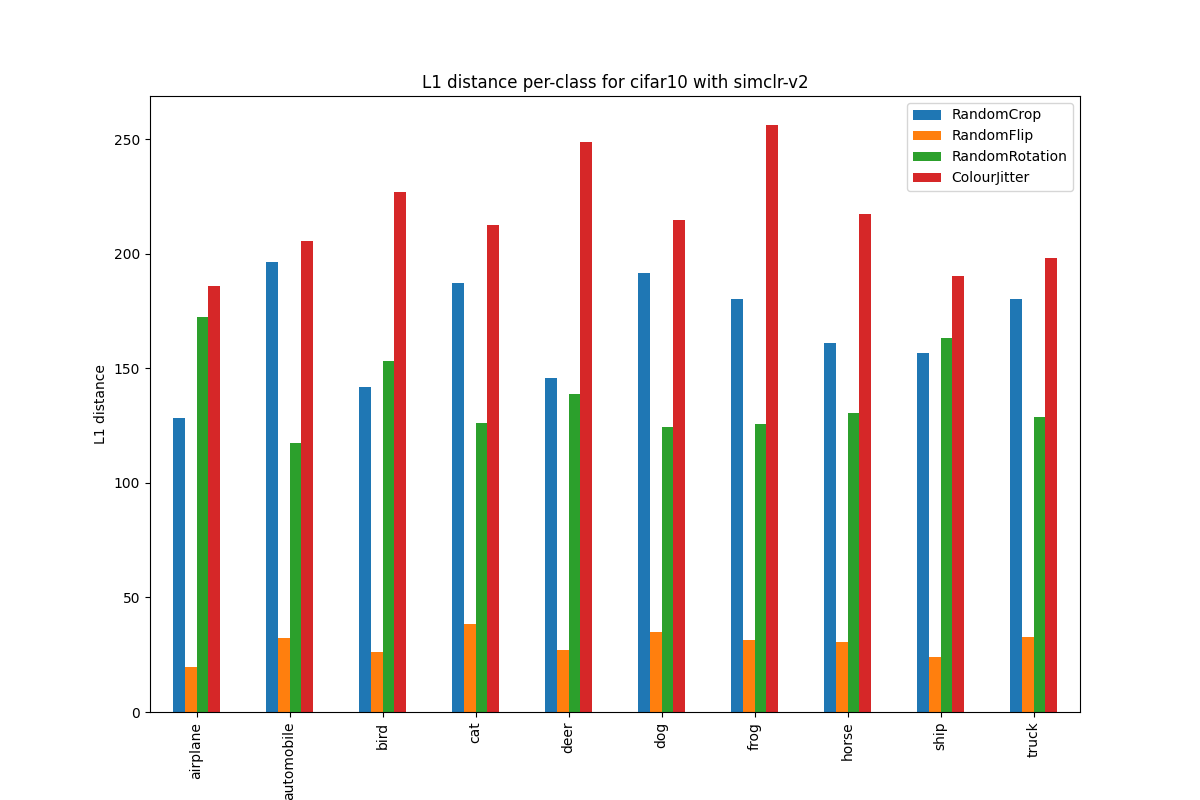 L1 distance per-class for cifar10 with simclr-v2
RandomCrop
RandomFlip
RandomRotation
ColourJitter
L1 distance
250
200
150
100
50
0
airplane
automobile
bird
cat
deer
dog
frog
horse
ship
truck